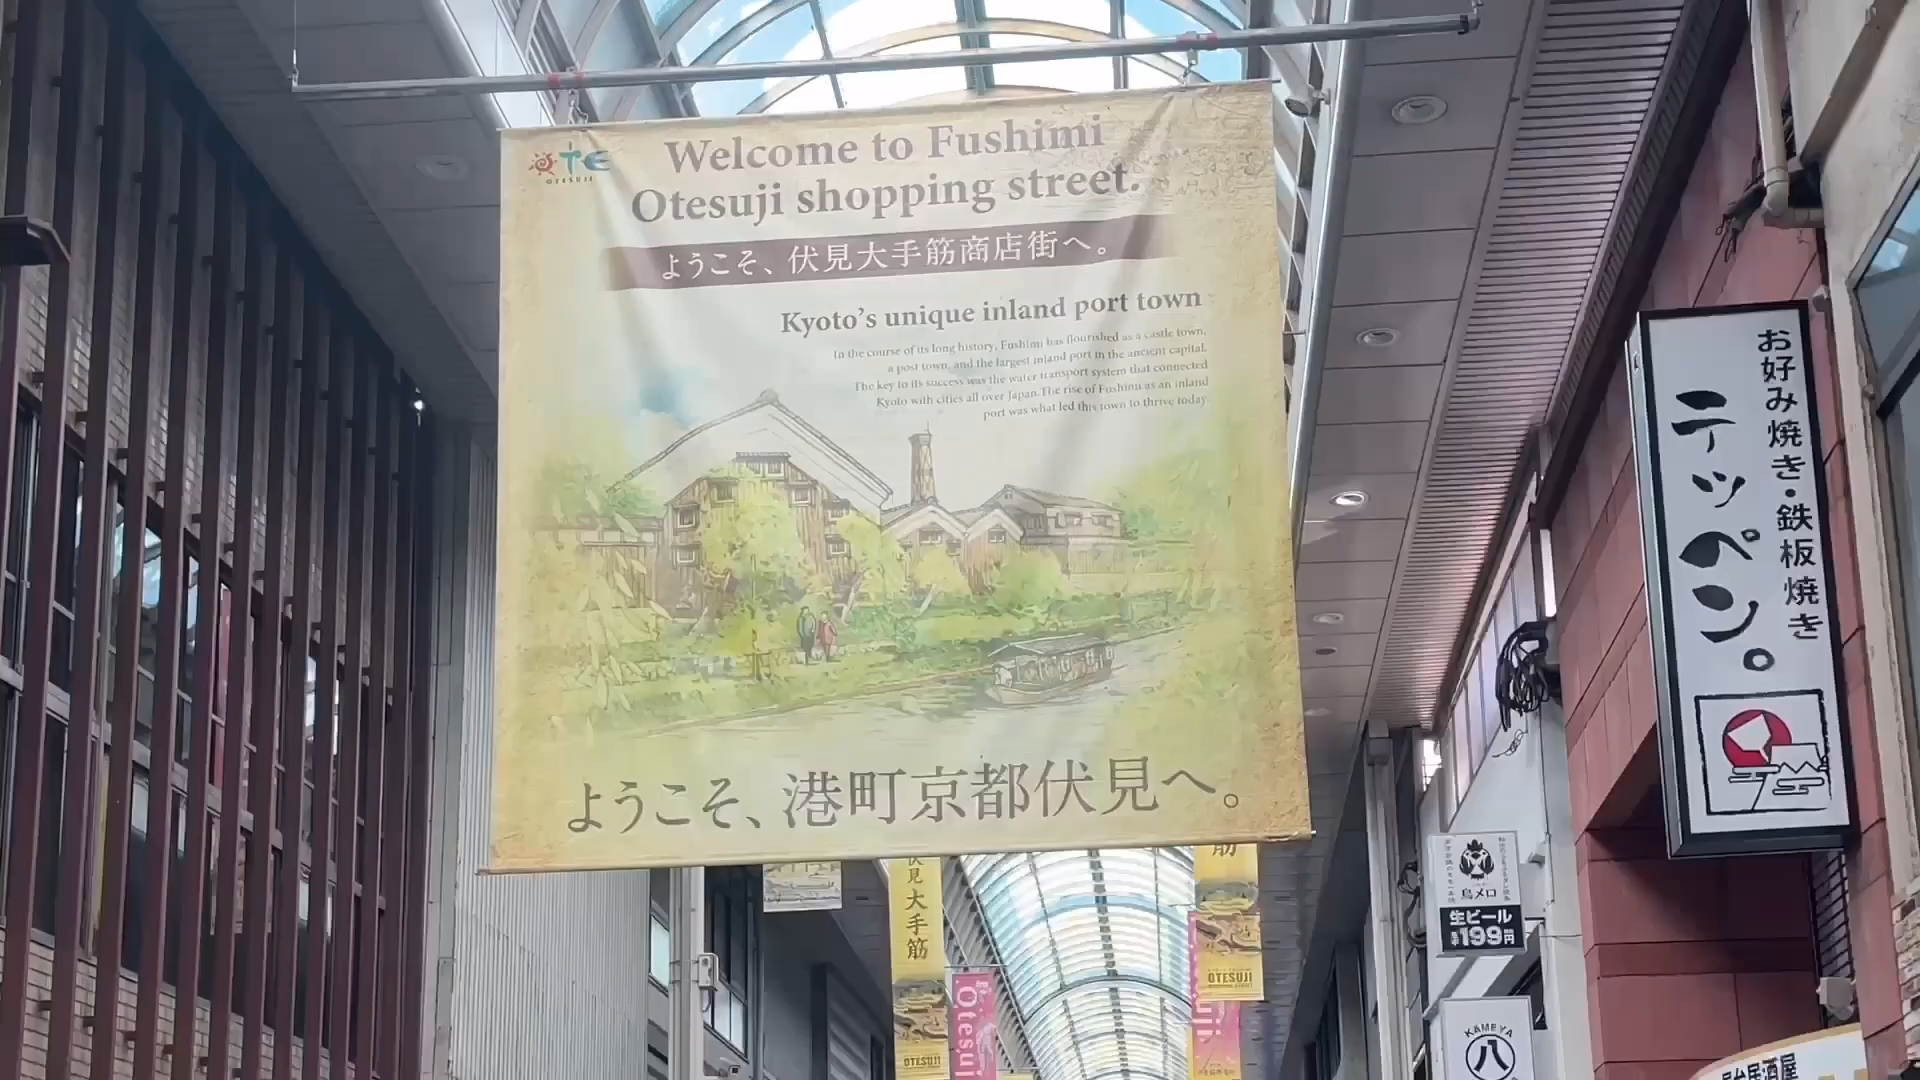 OTESUJI
Welcome to Fushimi
Otesuji shopping street.
ようこそ、伏見大手筋商店街へ。
Kyoto's unique inland port town
In the course of its long history, Fushimi has flourished as a castle town,
a post town, and the largest inland port in the ancient capital.
The key to its success was the water transport system that connected
Kyoto with cities all over Japan.The rise of Fushimi as an inland
port was what led this town to thrive today.
ようこそ、港町京都伏見へ。
お好み焼き・鉄板焼き
テッペン。
鳥メロ
生ビール
199円
KAMEYA
八
居酒屋
伏見大手筋
OTESUJI
Otesuji
筋
OTESUJI
uji